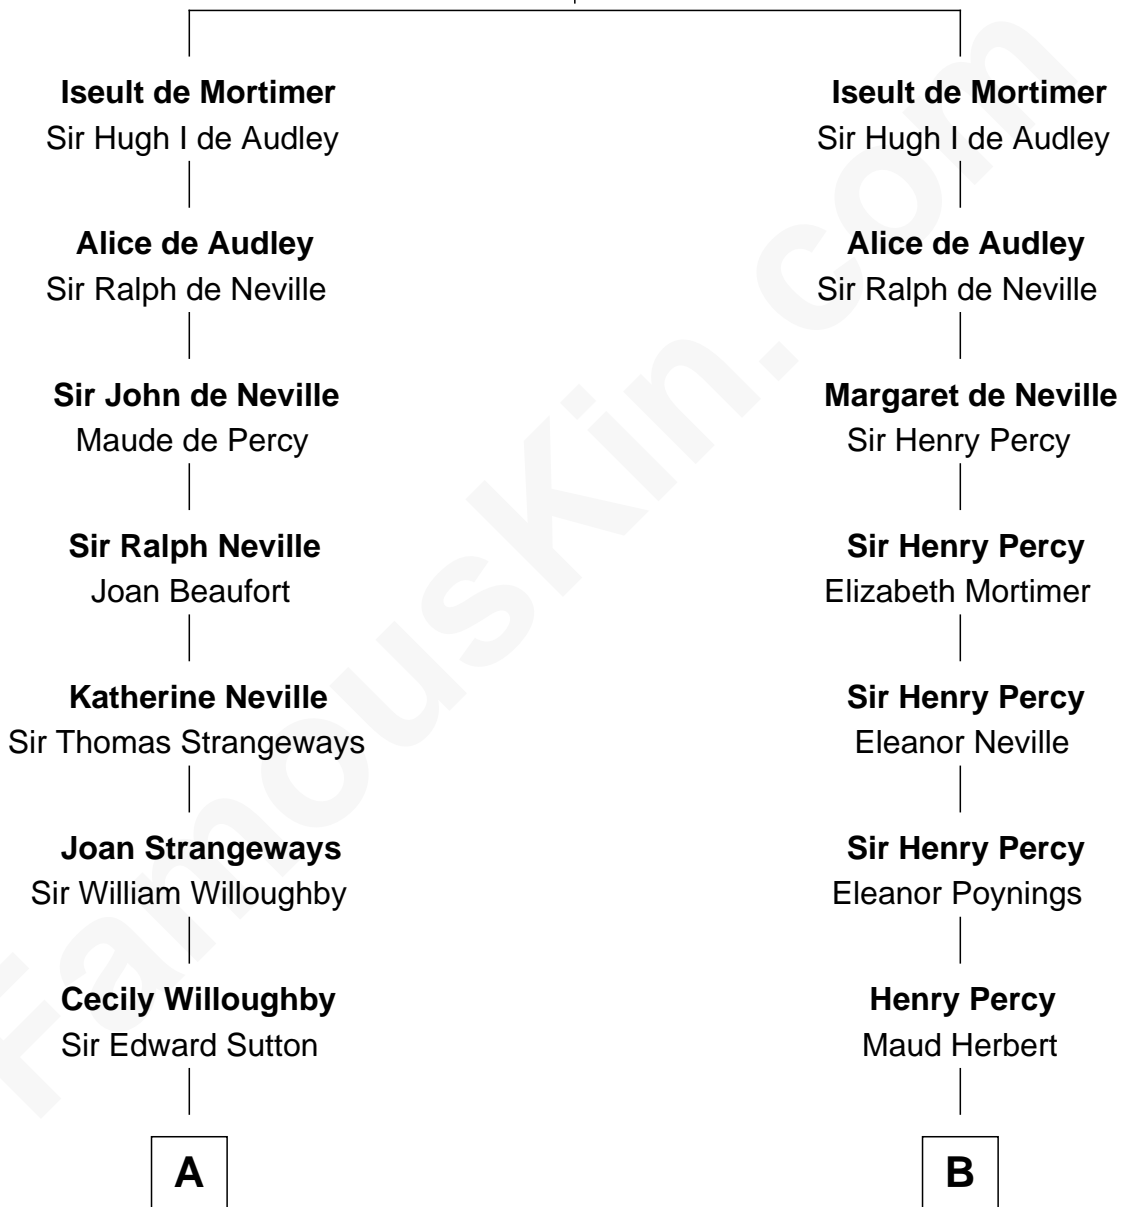 Iseult de Mortimer
Sir Hugh I de Audley
Alice de Audley
Sir Ralph de Neville
Sir John de Neville
Maude de Percy
Sir Ralph Neville
Joan Beaufort
Katherine Neville
Sir Thomas Strangeways
Joan Strangeways
Sir William Willoughby
Cecily Willoughby
Sir Edward Sutton
A
Iseult de Mortimer
Sir Hugh I de Audley
Alice de Audley
Sir Ralph de Neville
Margaret de Neville
Sir Henry Percy
Sir Henry Percy
Elizabeth Mortimer
Sir Henry Percy
Eleanor Neville
Sir Henry Percy
Eleanor Poynings
Henry Percy
Maud Herbert
B
FamousKin.com